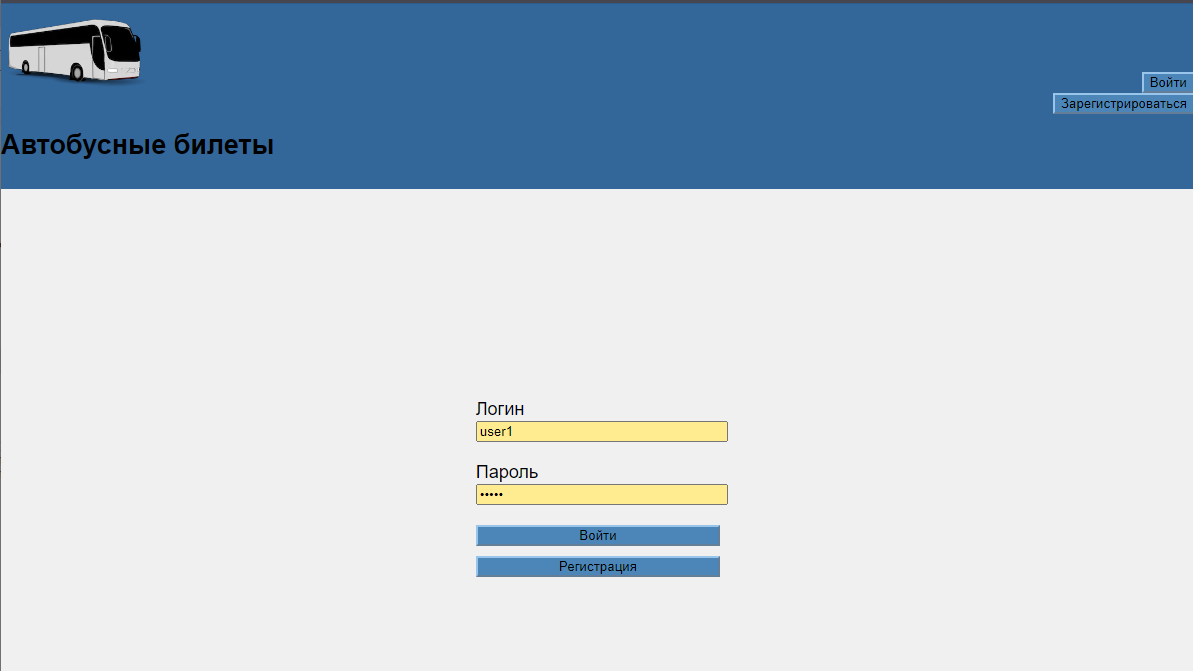 Войти
Зарегистрироваться
Автобусные билеты
Логин
user1
Пароль
•••••
Войти
Регистрация